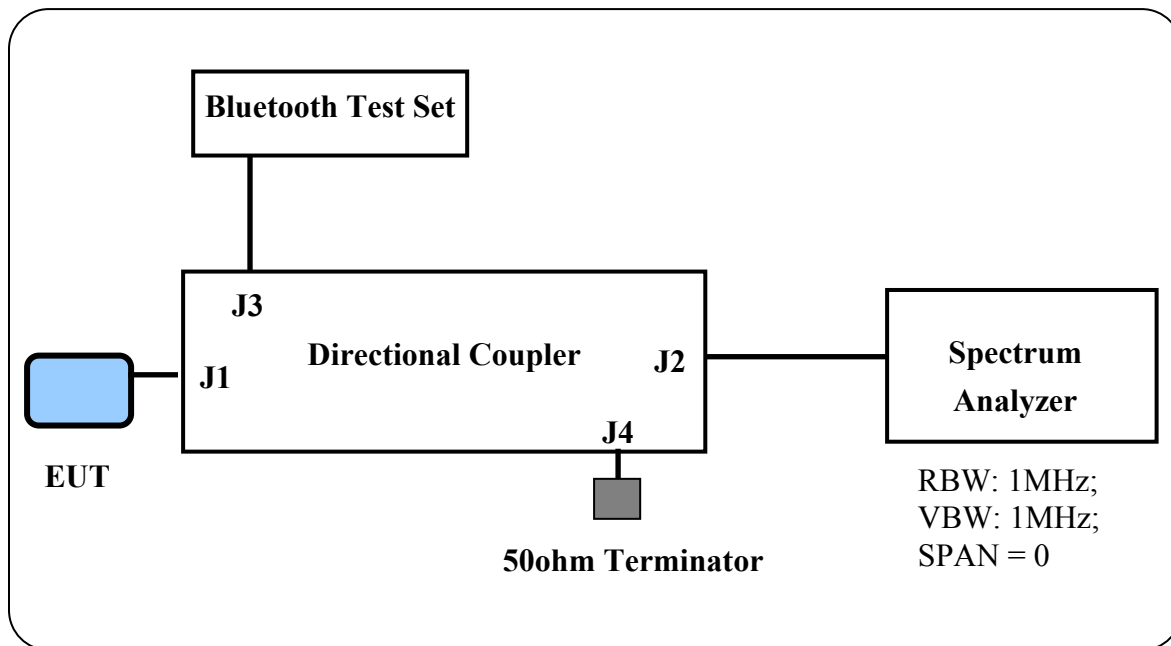 Bluetooth Test Set
J3
Directional Coupler
J2
J1
J4
Spectrum
Analyzer
EUT
50ohm Terminator
RBW: 1MHz;
VBW: 1MHz;
SPAN = 0